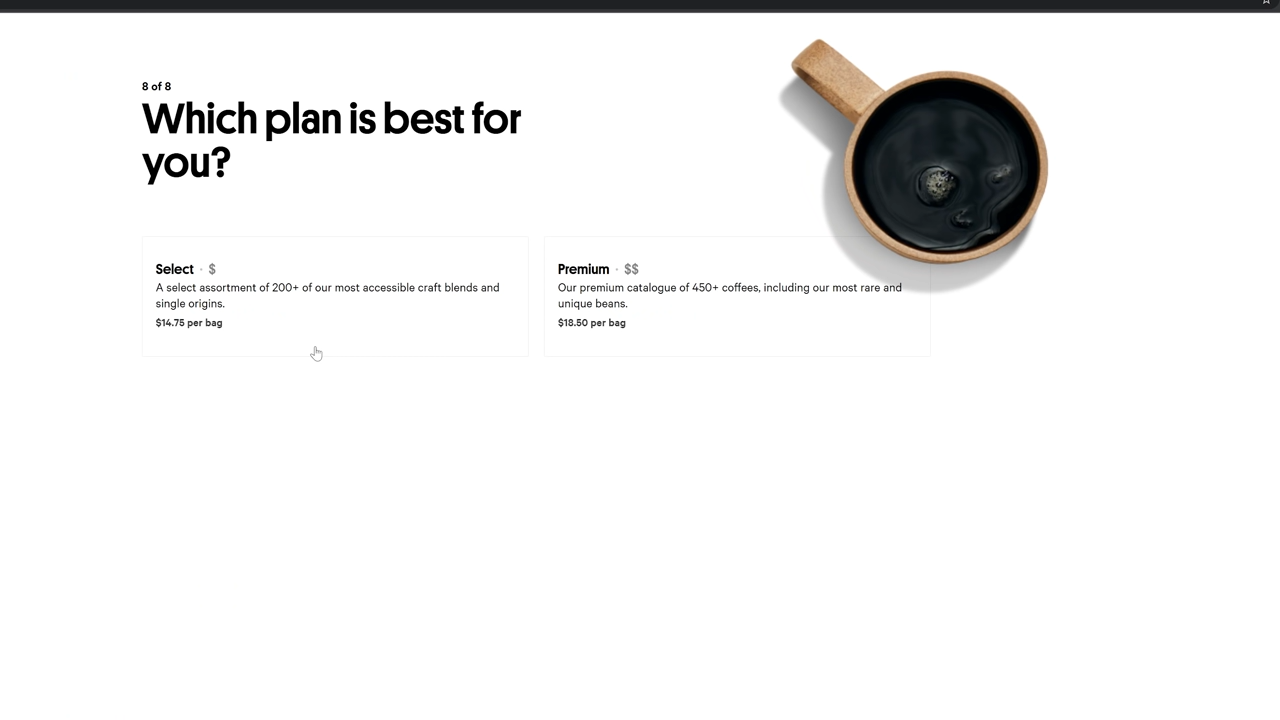 8 of 8
Which plan is best for
you?
Select · $
A select assortment of 200+ of our most accessible craft blends and
single origins.
$14.75 per bag
Premium · $$
Our premium catalogue of 450+ coffees, including our most rare and
unique beans.
$18.50 per bag